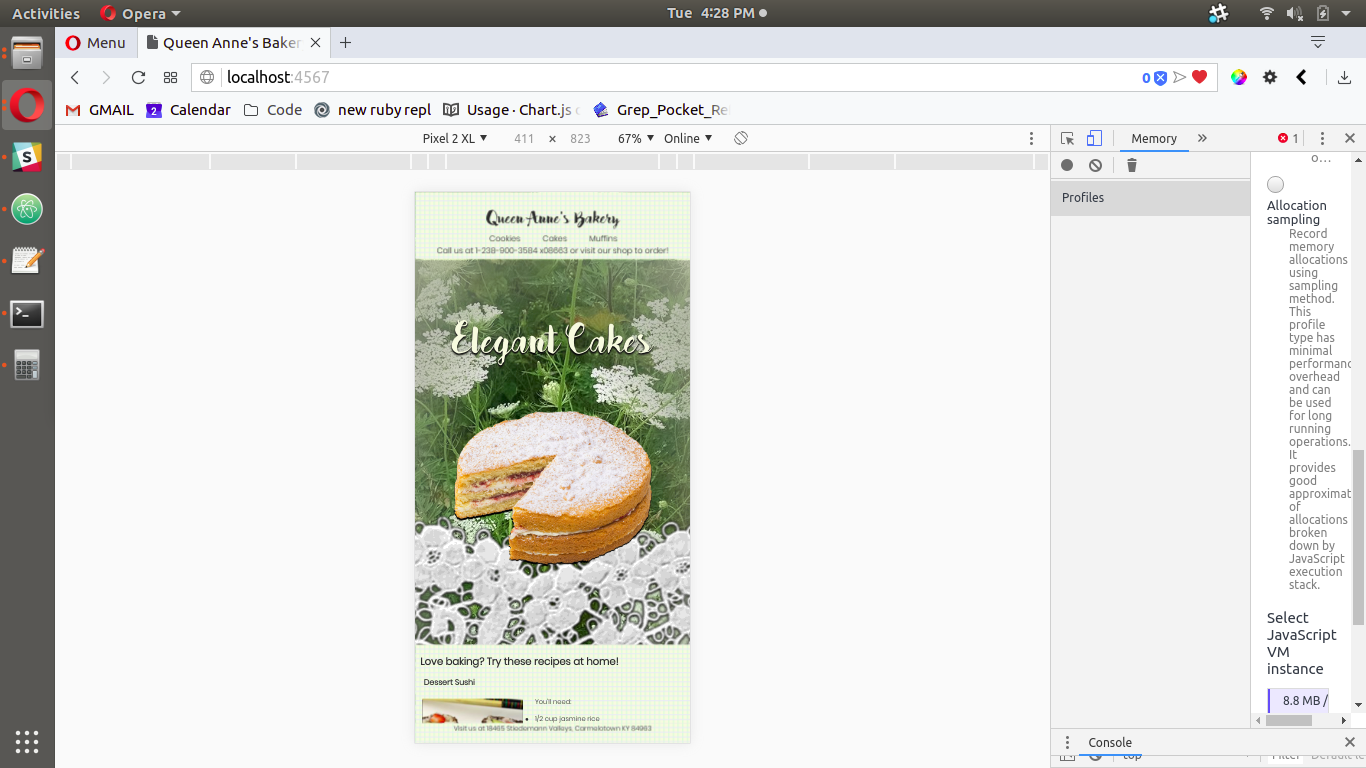 Activities
Opera
Tue 4:28 PM
Menu
Queen Anne's Baker
localhost:4567
0
GMAIL
2
Calendar
Code
new ruby repl
Usage · Chart.js
Grep_Pocket_Re
Pixel 2 XL
411 × 823
67%
Online
Memory
1
Profiles
o...
Allocation
sampling
Record
memory
allocations
using
sampling
method.
This
profile
type has
minimal
performanc
overhead
and can
be used
for long
running
operations.
It
provides
good
approximat
of
allocations
broken
down by
JavaScript
execution
stack.
Select
JavaScript
VM
instance
8.8 MB /
Console
top
Filter
Default le
Queen Anne's Bakery
Cookies Cakes Muffins
Call us at 1-238-900-3584 x08663 or visit our shop to order!
Elegant Cakes
Love baking? Try these recipes at home!
Dessert Sushi
You'll need:
1/2 cup jasmine rice
Visit us at 18465 Stiedemann Valleys, Carmelotown KY 84983